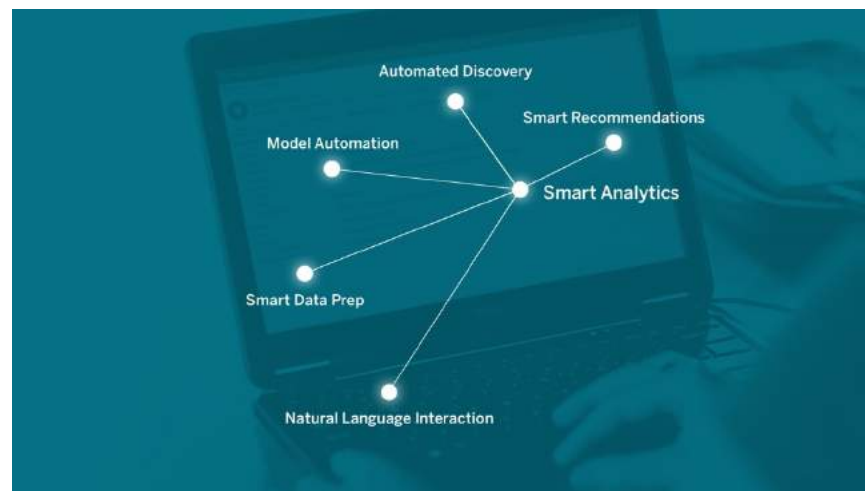 Automated Discovery
Smart Recommendations
Model Automation
Smart Analytics
Smart Data Prep
Natural Language Interaction